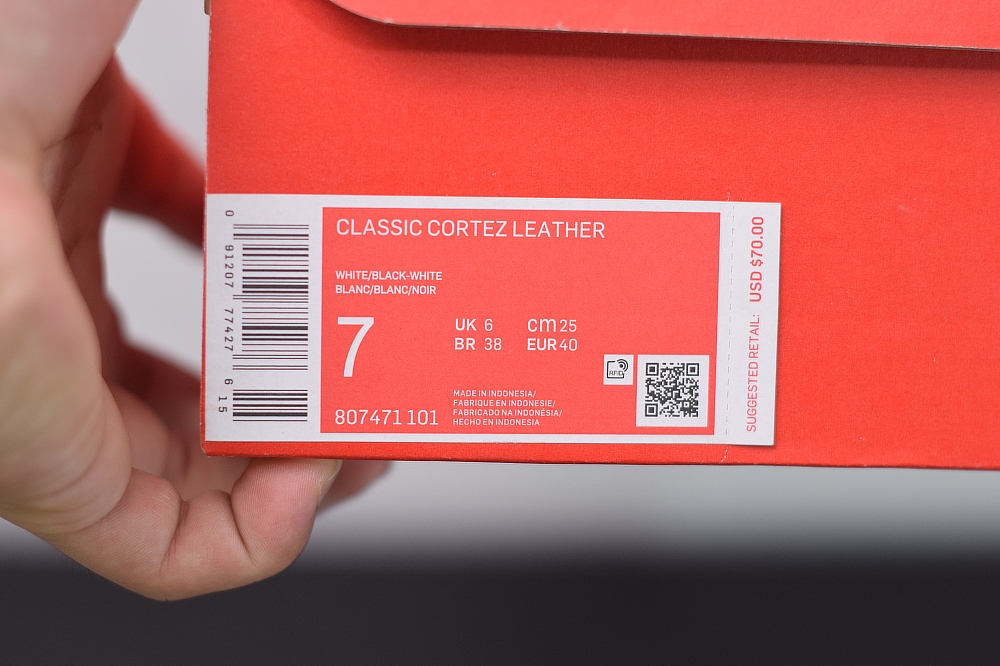 0 91207 77427 6 15
CLASSIC CORTEZ LEATHER
WHITE/BLACK-WHITE
BLANC/BLANC/NOIR
7
UK 6 cm 25
BR 38 EUR 40
RFID
807471 101
MADE IN INDONESIA/
FABRIQUE EN INDONESIE/
FABRICADO NA INDONÉSIA/
HECHO EN INDONESIA
SUGGESTED RETAIL: USD $70.00